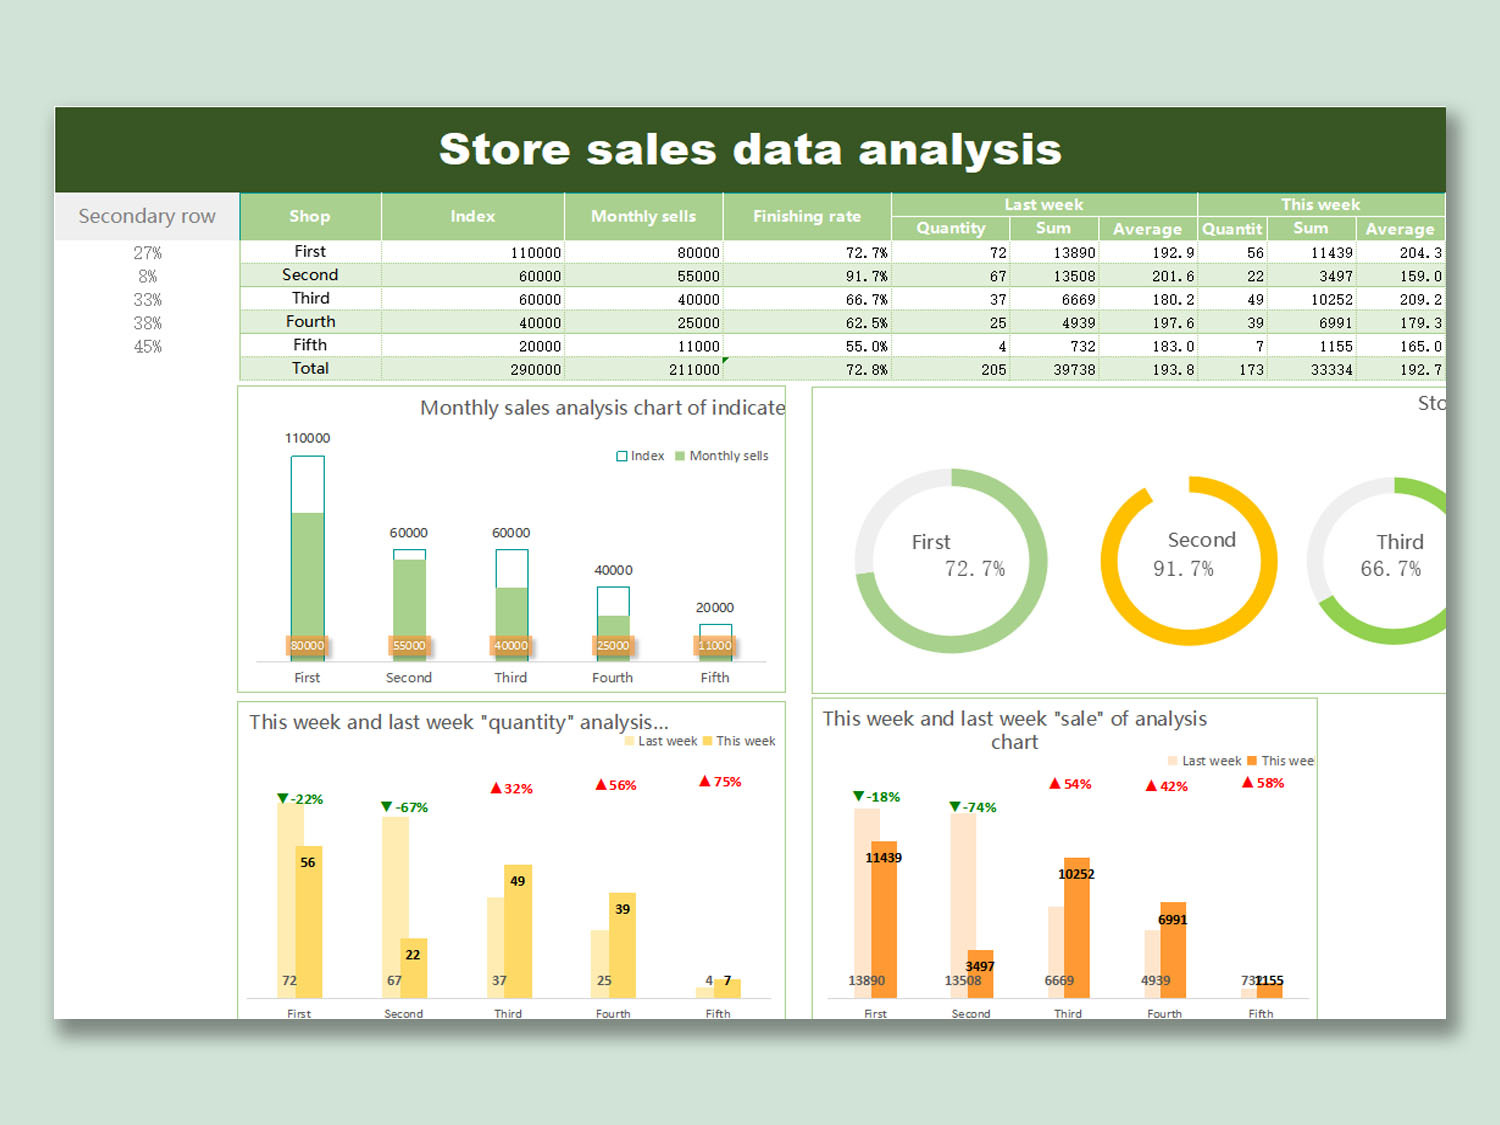 Store sales data analysis
Secondary row Shop Index Monthly sells Finishing rate Last week This week
Quantity Sum Average Quantit Sum Average
27% First 110000 80000 72.7% 72 13890 192.9 56 11439 204.3
8% Second 60000 55000 91.7% 67 13508 201.6 22 3497 159.0
33% Third 60000 40000 66.7% 37 6669 180.2 49 10252 209.2
38% Fourth 40000 25000 62.5% 25 4939 197.6 39 6991 179.3
45% Fifth 20000 11000 55.0% 4 732 183.0 7 1155 165.0
Total 290000 211000 72.8% 205 39738 193.8 173 33334 192.7
Monthly sales analysis chart of indicate
Index Monthly sells
110000
60000 60000
40000
20000
80000 55000 40000 25000 11000
First Second Third Fourth Fifth
Sto
First
72.7%
Second
91.7%
Third
66.7%
This week and last week "quantity" analysis...
Last week This week
▼-22% ▼-67% ▲32% ▲56% ▲75%
56 22 49 39
72 67 37 25 4 7
First Second Third Fourth Fifth
This week and last week "sale" of analysis
chart
Last week This wee
▼-18% ▼-74% ▲54% ▲42% ▲58%
11439 3497 10252 6991
13890 13508 6669 4939 732 1155
First Second Third Fourth Fifth